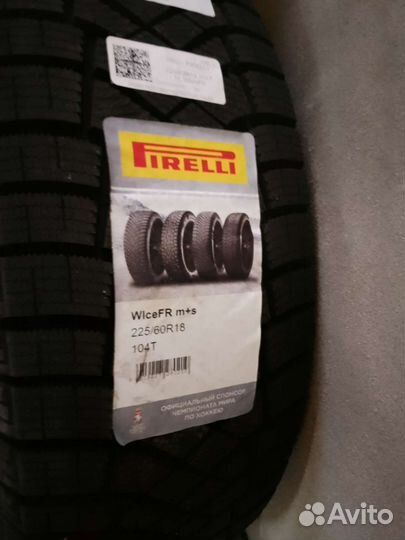 PIRELLI
WIceFR m+s
225/60R18
104T
ОФИЦИАЛЬНЫЙ СПОНСОР
ЧЕМПИОНАТА МИРА
ПО ХОККЕЮ
Avito